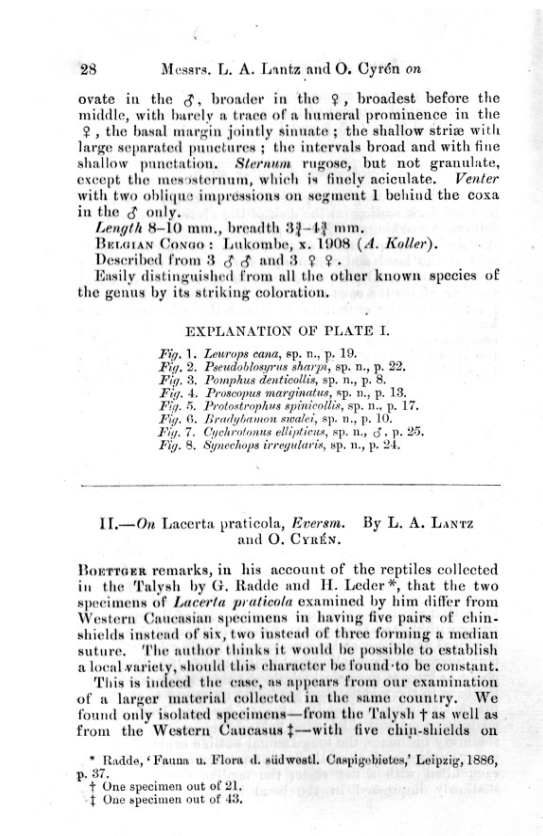 28 Messrs. L. A. Lantz and O. Cyrén on
ovate in the ♂, broader in the ♀, broadest before the
middle, with barely a trace of a humeral prominence in the
♀, the basal margin jointly sinuate ; the shallow striæ with
large separated punctures ; the intervals broad and with fine
shallow punctation. Sternum rugose, but not granulate,
except the mesosternum, which is finely aciculate. Venter
with two oblique impressions on segment 1 behind the coxa
in the ♂ only.
Length 8–10 mm., breadth 3¾–4¾ mm.
BELGIAN CONGO : Lukombe, x. 1908 (A. Koller).
Described from 3 ♂ ♂ and 3 ♀ ♀.
Easily distinguished from all the other known species of
the genus by its striking coloration.
EXPLANATION OF PLATE I.
Fig. 1. Leurops cana, sp. n., p. 19.
Fig. 2. Pseudoblosyrus sharpi, sp. n., p. 22.
Fig. 3. Pomphus denticollis, sp. n., p. 8.
Fig. 4. Proscopus marginatus, sp. n., p. 13.
Fig. 5. Protostrophus spinicollis, sp. n., p. 17.
Fig. 6. Bradybamon swalei, sp. n., p. 10.
Fig. 7. Cychrotonus ellipticus, sp. n., ♂, p. 25.
Fig. 8. Synechops irregularis, sp. n., p. 24.
II.—On Lacerta praticola, Eversm. By L. A. LANTZ
and O. CYRÉN.
BOETTGER remarks, in his account of the reptiles collected
in the Talysh by G. Radde and H. Leder *, that the two
specimens of Lacerta praticola examined by him differ from
Western Caucasian specimens in having five pairs of chin-
shields instead of six, two instead of three forming a median
suture. The author thinks it would be possible to establish
a local variety, should this character be found to be constant.
This is indeed the case, as appears from our examination
of a larger material collected in the same country. We
found only isolated specimens—from the Talysh † as well as
from the Western Caucasus ‡—with five chin-shields on
* Radde, ‘Fauna u. Flora d. südwestl. Caspigebietes,’ Leipzig, 1886,
p. 37.
† One specimen out of 21.
‡ One specimen out of 43.